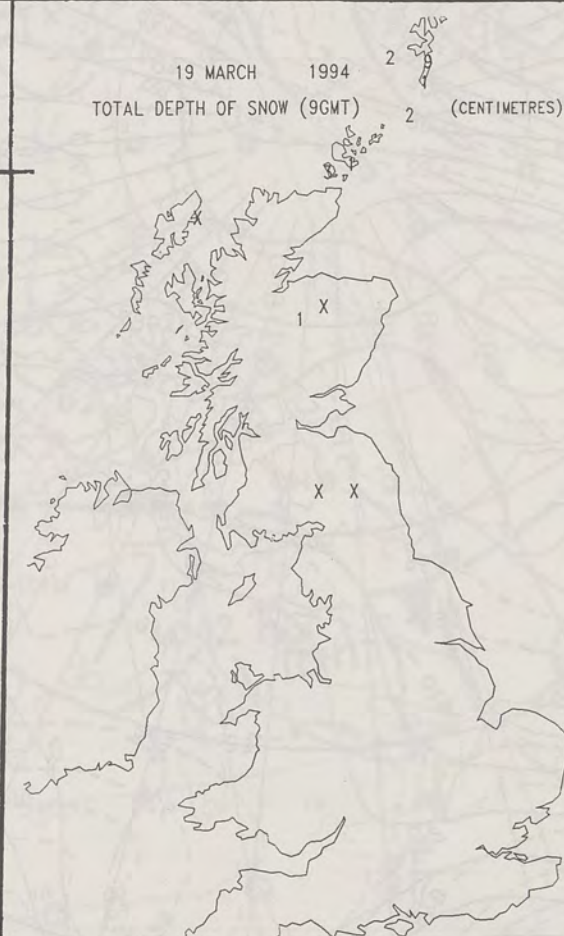 19 MARCH 1994 2
TOTAL DEPTH OF SNOW (9GMT) 2 (CENTIMETRES)
X
1 X
X X